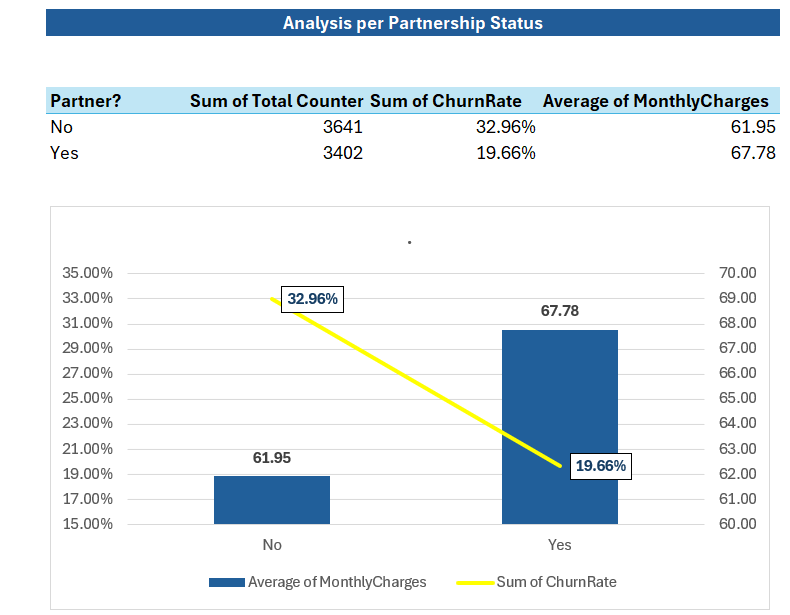 Analysis per Partnership Status
Partner? Sum of Total Counter Sum of ChurnRate Average of MonthlyCharges
No 3641 32.96% 61.95
Yes 3402 19.66% 67.78
.
35.00% 70.00
33.00% 32.96% 69.00
67.78
31.00% 68.00
29.00% 67.00
27.00% 66.00
25.00% 65.00
23.00% 64.00
21.00% 63.00
61.95
19.66%
19.00% 62.00
17.00% 61.00
15.00% 60.00
No Yes
Average of MonthlyCharges Sum of ChurnRate